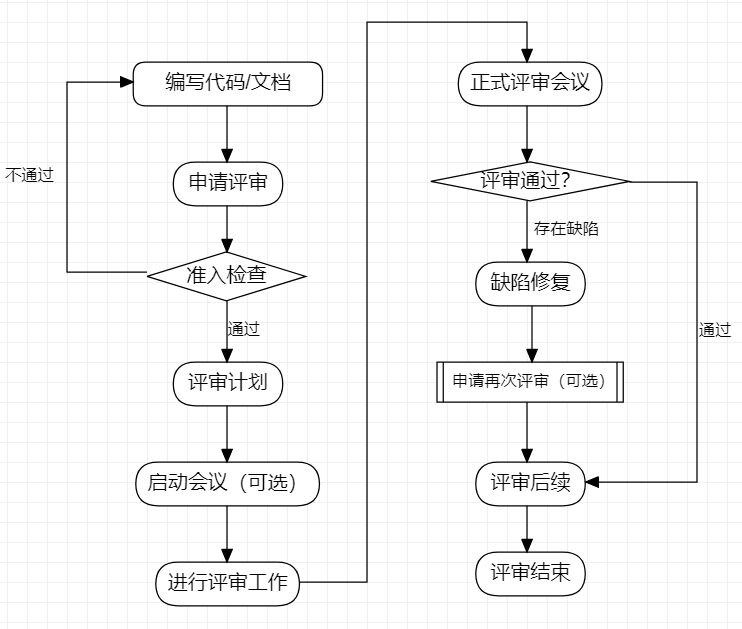 编写代码/文档
不通过
申请评审
准入检查
通过
评审计划
启动会议（可选）
进行评审工作
正式评审会议
评审通过？
存在缺陷
缺陷修复
通过
申请再次评审（可选）
评审后续
评审结束